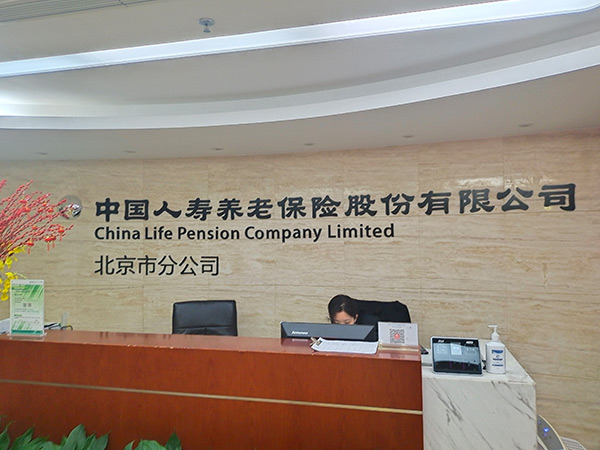 中国人寿养老保险股份有限公司
China Life Pension Company Limited
北京市分公司
Lenovo